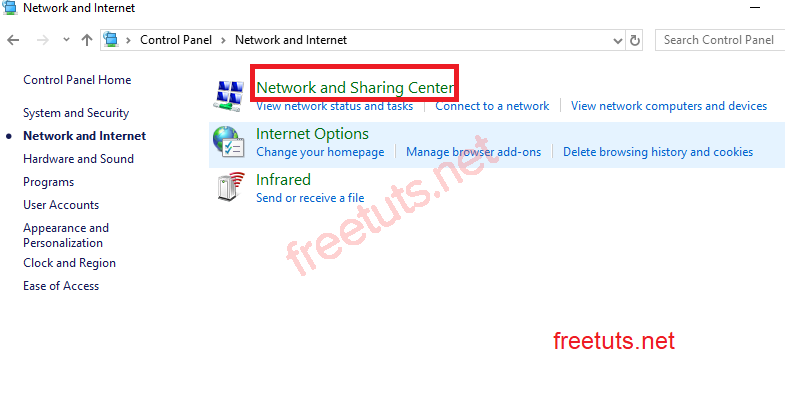 Network and Internet
Control Panel > Network and Internet
Search Control Panel
Control Panel Home
System and Security
Network and Internet
Hardware and Sound
Programs
User Accounts
Appearance and
Personalization
Clock and Region
Ease of Access
Network and Sharing Center
View network status and tasks
Connect to a network
View network computers and devices
Internet Options
Change your homepage
Manage browser add-ons
Delete browsing history and cookies
Infrared
Send or receive a file
freetuts.net
freetuts.net